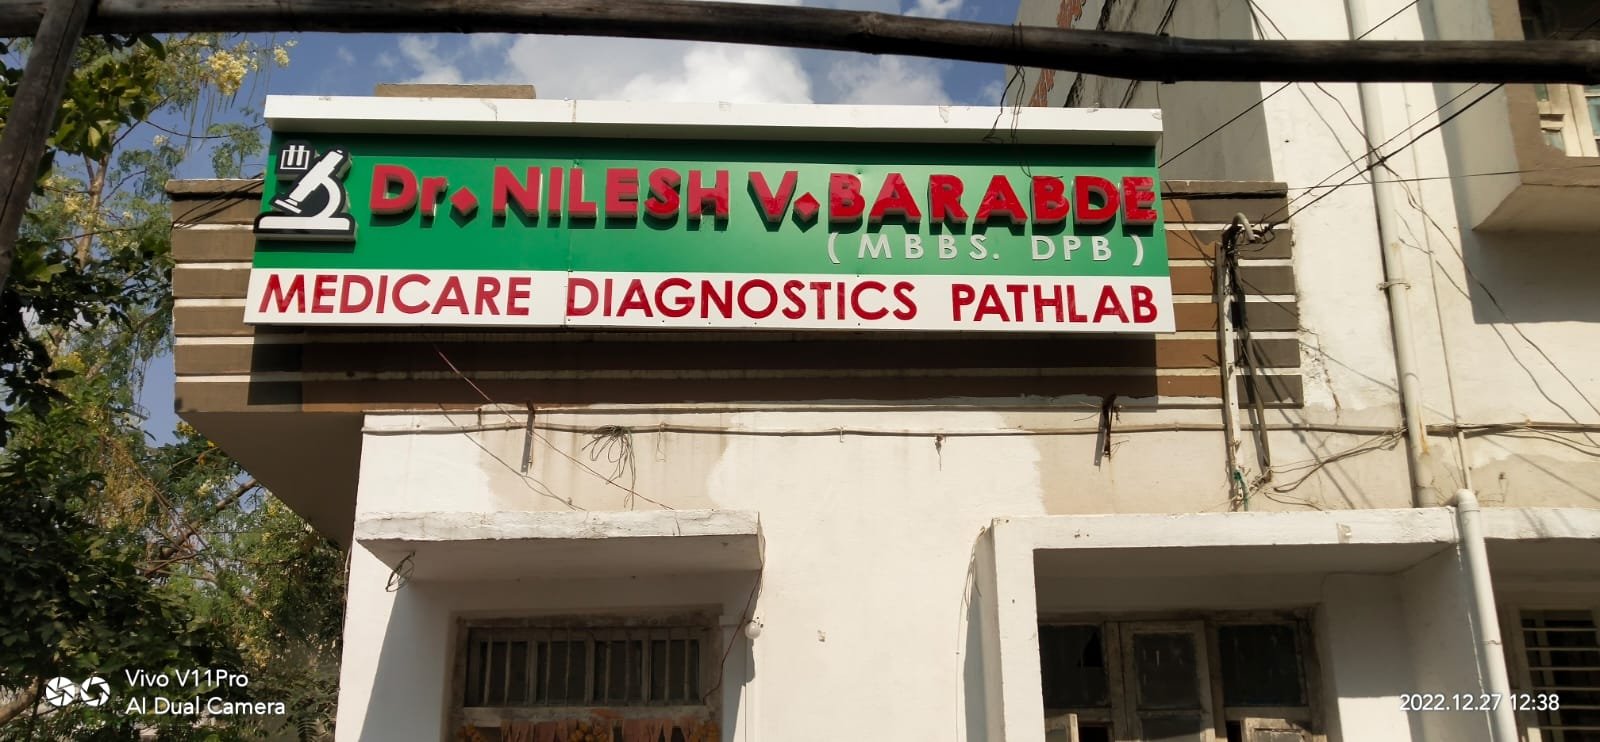 Dr. NILESH V. BARABDE
(MBBS. DPB)
MEDICARE DIAGNOSTICS PATHLAB
Vivo V11Pro
AI Dual Camera
2022.12.27 12:38